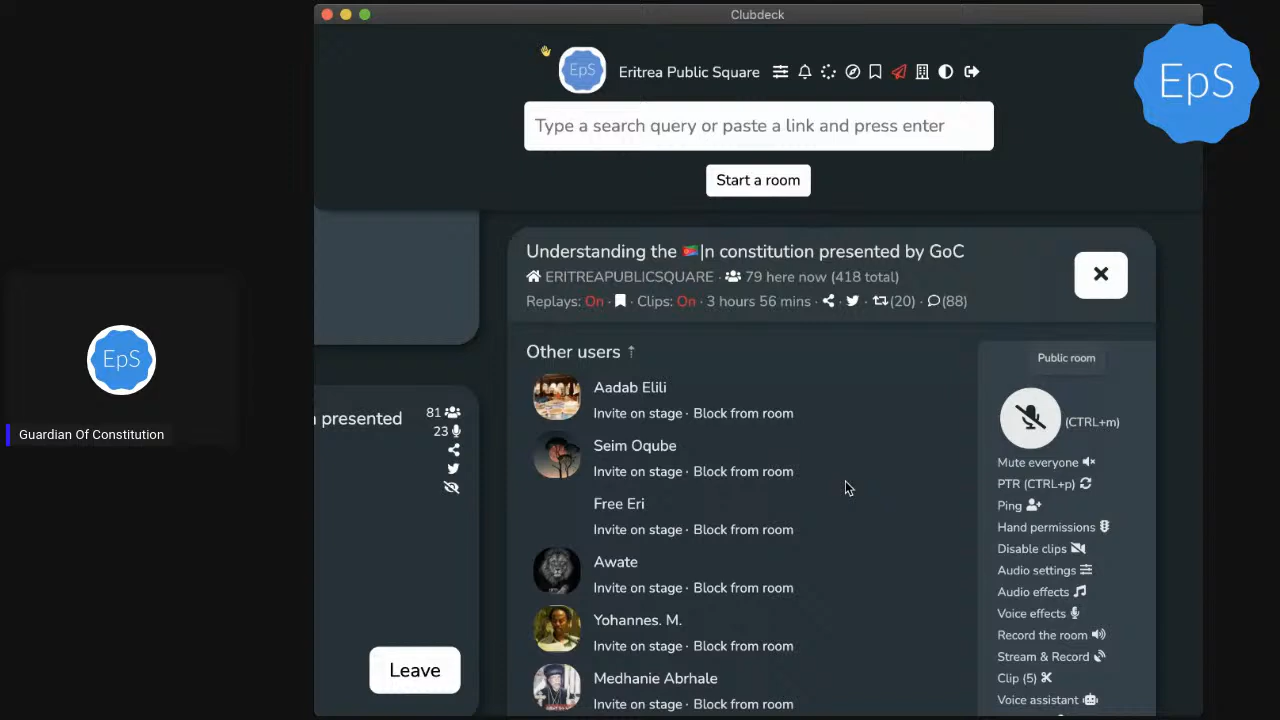 Clubdeck
EpS
Eritrea Public Square
EpS
Type a search query or paste a link and press enter
Start a room
Understanding the 🇪🇷|n constitution presented by GoC
ERITREAPUBLICSQUARE · 79 here now (418 total)
Replays: On · Clips: On · 3 hours 56 mins · · · (20) · (88)
Other users ↑
Public room
Aadab Elili
Invite on stage · Block from room
Seim Oqube
Invite on stage · Block from room
Free Eri
Invite on stage · Block from room
Awate
Invite on stage · Block from room
Yohannes. M.
Invite on stage · Block from room
Medhanie Abrhale
Invite on stage · Block from room
(CTRL+m)
Mute everyone
PTR (CTRL+p)
Ping
Hand permissions
Disable clips
Audio settings
Audio effects
Voice effects
Record the room
Stream & Record
Clip (5)
Voice assistant
presented
81
23
Leave
EpS
Guardian Of Constitution